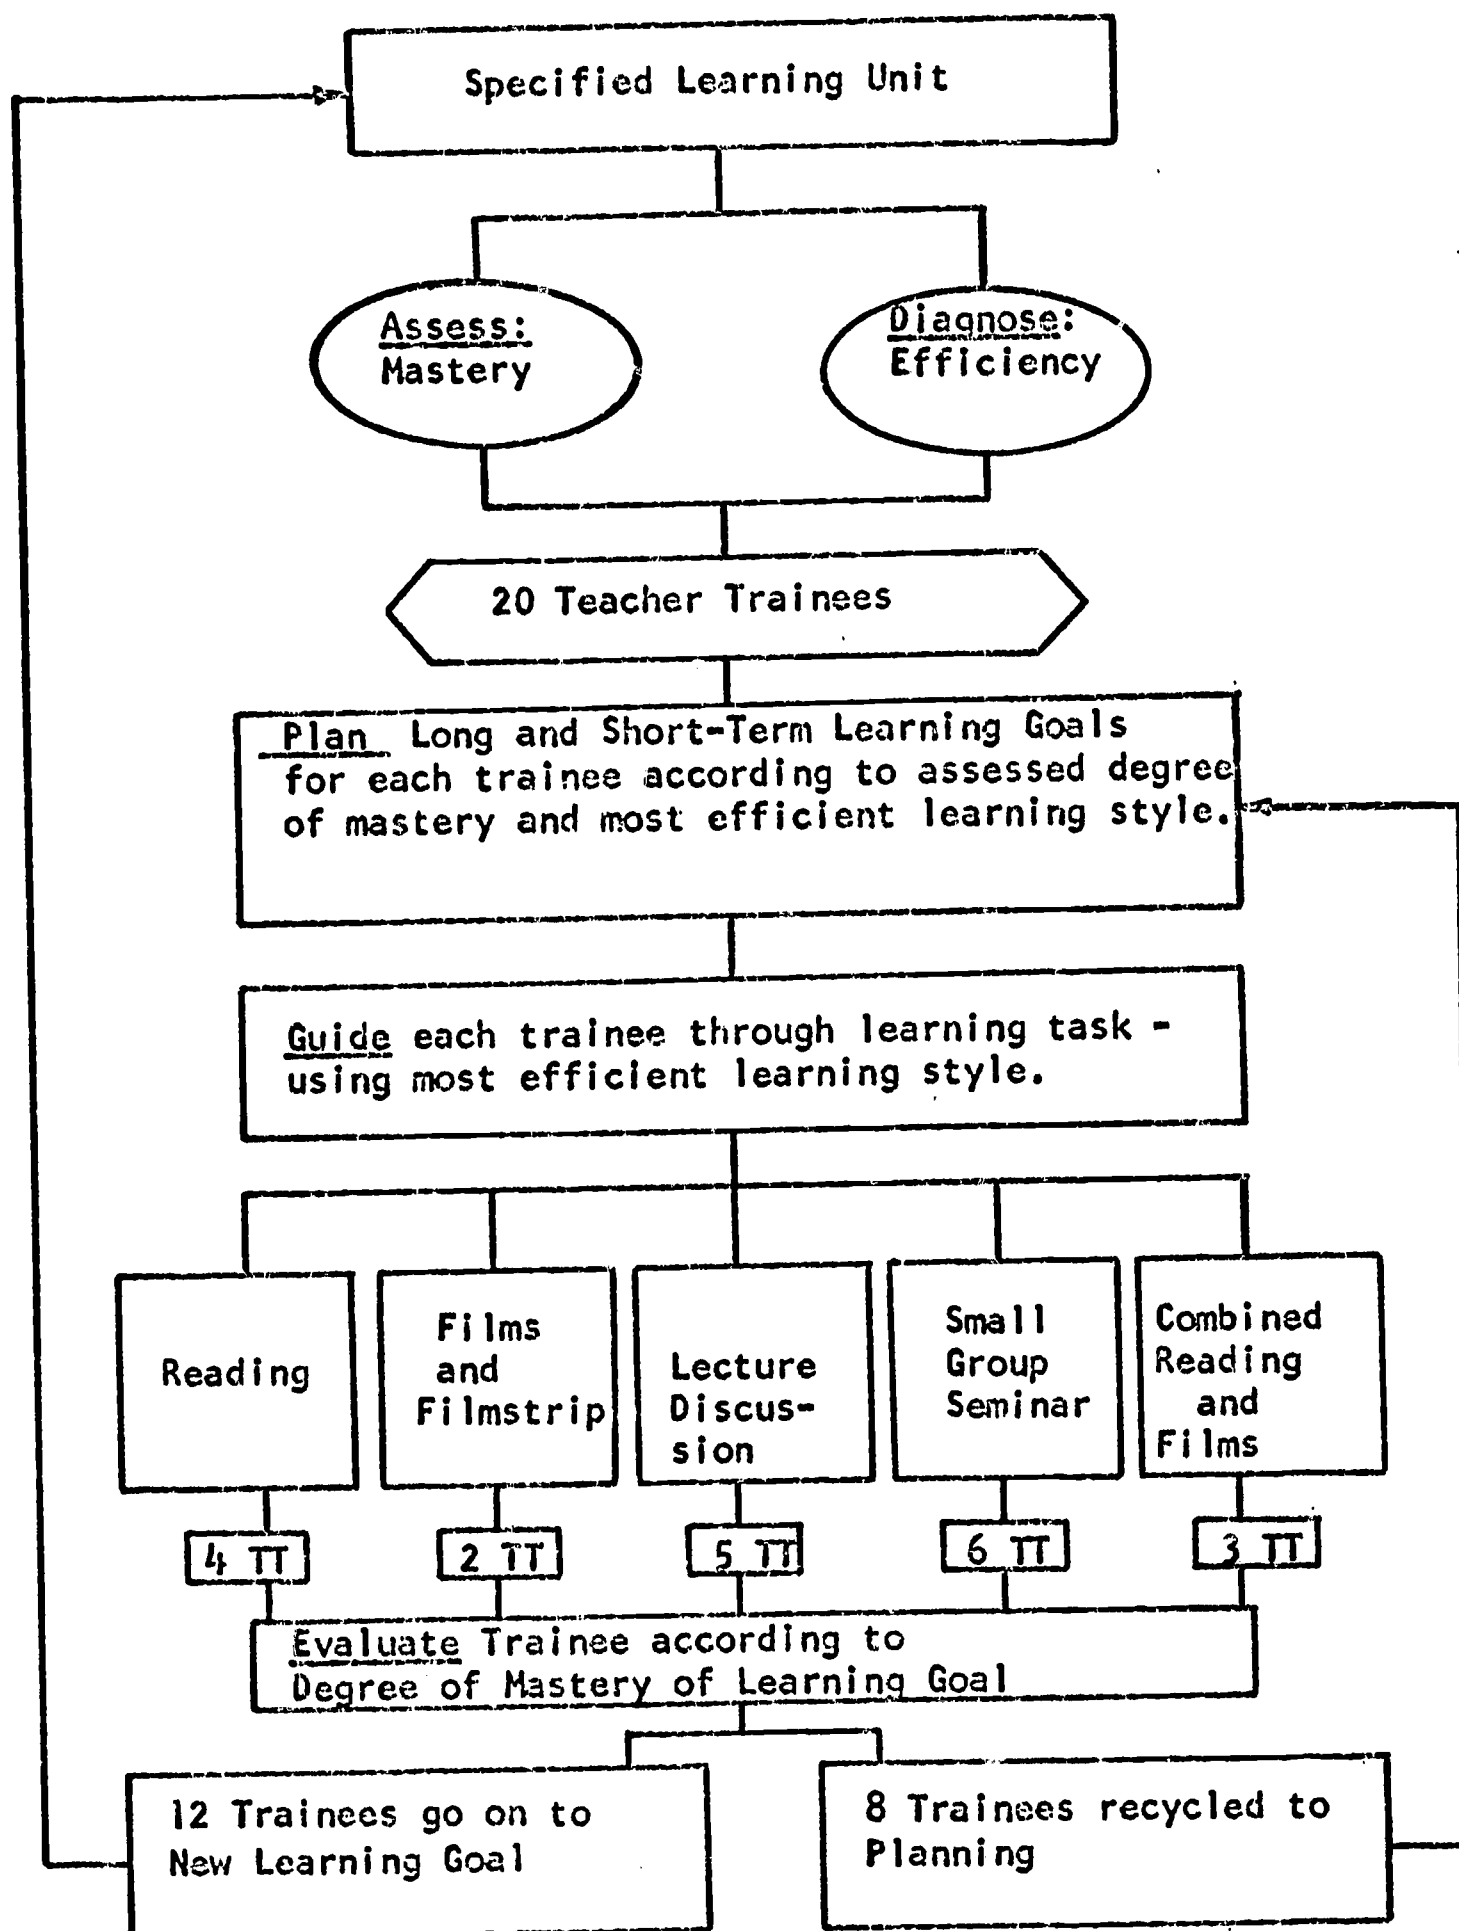 Specified Learning Unit
Assess:
Mastery
Diagnose:
Efficiency
20 Teacher Trainees
Plan Long and Short-Term Learning Goals
for each trainee according to assessed degree
of mastery and most efficient learning style.
Guide each trainee through learning task -
using most efficient learning style.
Reading
Films
and
Filmstrip
Lecture
Discus-
sion
Small
Group
Seminar
Combined
Reading
and
Films
4 TT
2 TT
5 TT
6 TT
3 TT
Evaluate Trainee according to
Degree of Mastery of Learning Goal
12 Trainees go on to
New Learning Goal
8 Trainees recycled to
Planning